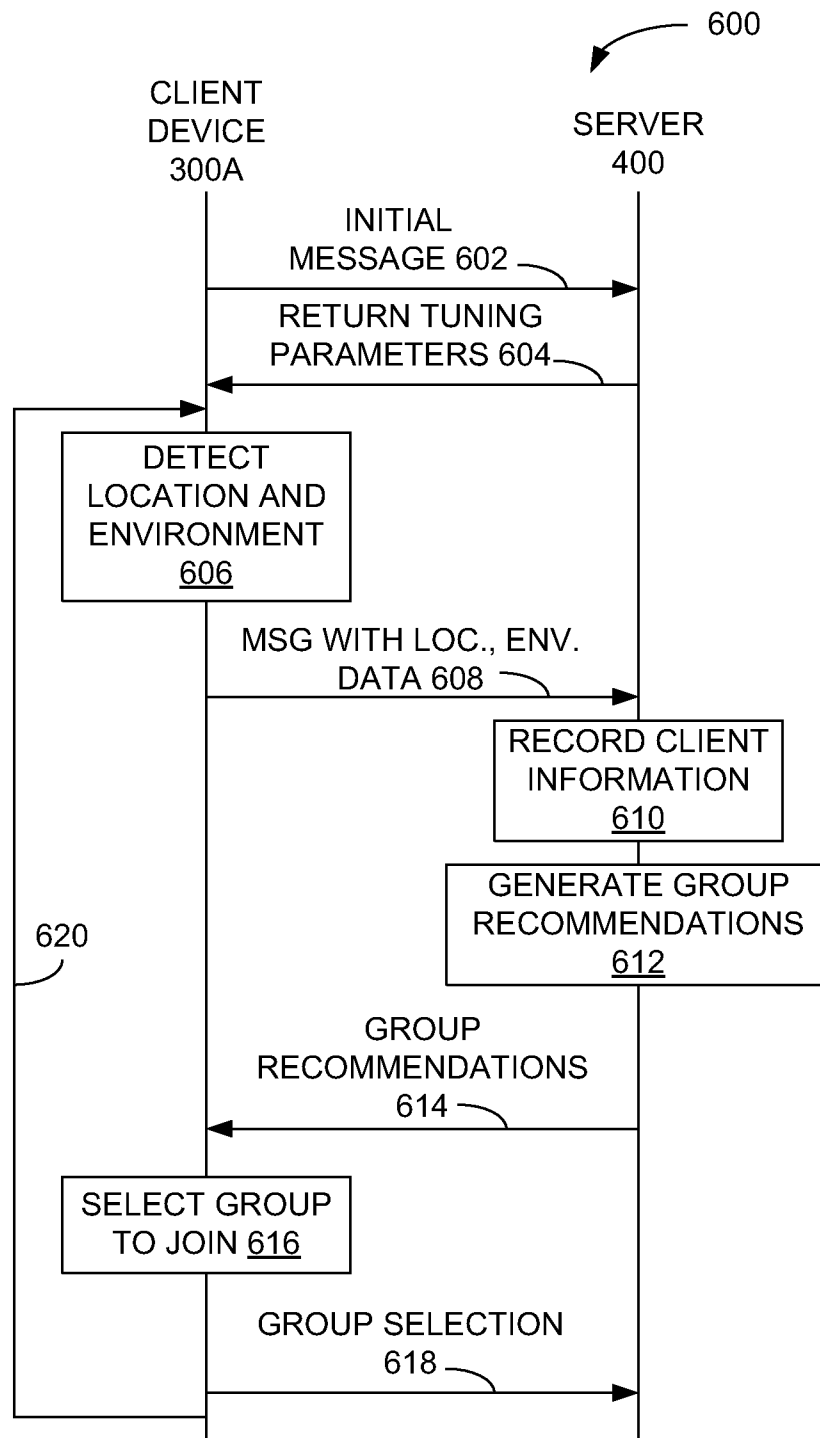 600
CLIENT
DEVICE
300A
SERVER
400
INITIAL
MESSAGE 602
RETURN TUNING
PARAMETERS 604
DETECT
LOCATION AND
ENVIRONMENT
606
MSG WITH LOC., ENV.
DATA 608
RECORD CLIENT
INFORMATION
610
GENERATE GROUP
RECOMMENDATIONS
612
620
GROUP
RECOMMENDATIONS
614
SELECT GROUP
TO JOIN 616
GROUP SELECTION
618